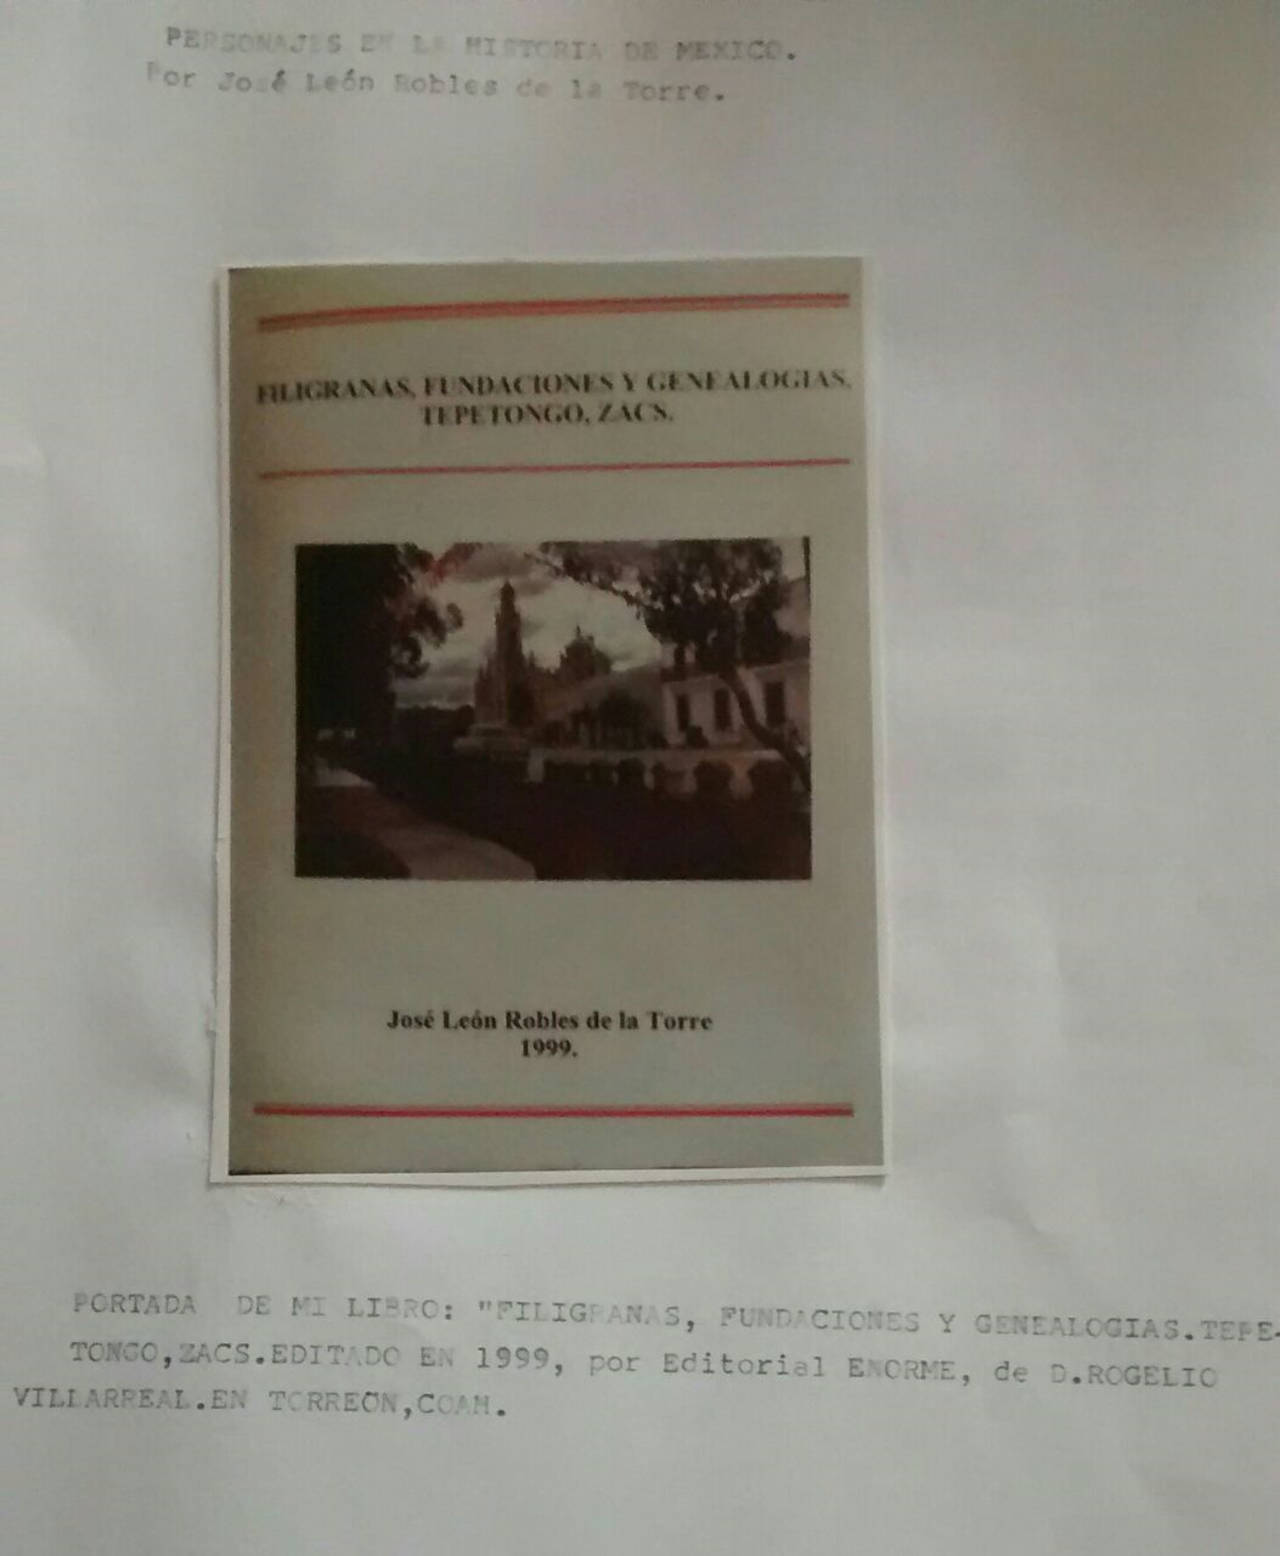 PERSONAJES EN LA HISTORIA DE MEXICO.
Por José León Robles de la Torre.
FILIGRANAS, FUNDACIONES Y GENEALOGIAS.
TEPETONGO, ZACS.
José León Robles de la Torre
1999.
PORTADA DE MI LIBRO: "FILIGRANAS, FUNDACIONES Y GENEALOGIAS.TEPE-
TONGO,ZACS.EDITADO EN 1999, por Editorial ENORME, de D.ROGELIO
VILLARREAL.EN TORREON,COAH.